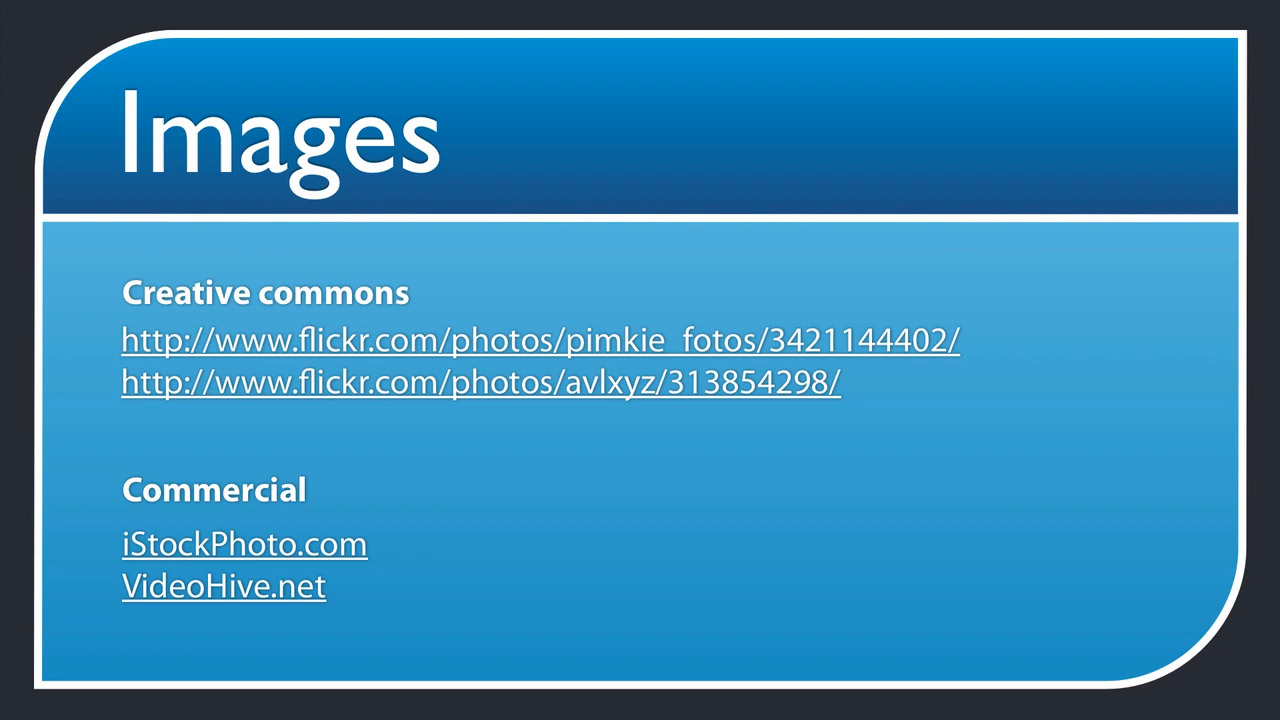 Images
Creative commons
http://www.flickr.com/photos/pimkie_fotos/3421144402/
http://www.flickr.com/photos/avlxyz/313854298/
Commercial
iStockPhoto.com
VideoHive.net